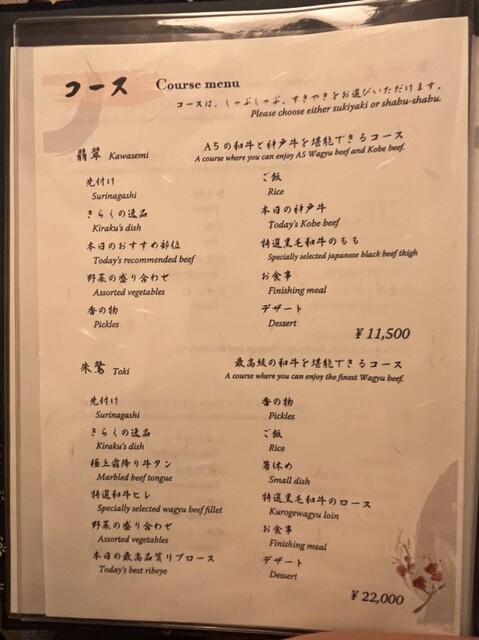 コース Course menu
コースは、しゃぶしゃぶ、すきやきをお選びいただけます。
Please choose either sukiyaki or shabu-shabu.
翡翠 Kawasemi
A5の和牛と神戸牛を堪能できるコース
A course where you can enjoy A5 Wagyu beef and Kobe beef.
先付け
Surinagashi
きらくの逸品
Kiraku's dish
本日のおすすめ部位
Today's recommended beef
野菜の盛り合わせ
Assorted vegetables
香の物
Pickles
ご飯
Rice
本日の神戸牛
Today's Kobe beef
特選黒毛和牛のもも
Specially selected japanese black beef thigh
お食事
Finishing meal
デザート
Dessert
¥11,500
朱鷺 Toki
最高級の和牛を堪能できるコース
A course where you can enjoy the finest Wagyu beef.
先付け
Surinagashi
きらくの逸品
Kiraku's dish
極上霜降り牛タン
Marbled beef tongue
特選和牛ヒレ
Specially selected wagyu beef fillet
野菜の盛り合わせ
Assorted vegetables
本日の最高品質リブロース
Today's best ribeye
香の物
Pickles
ご飯
Rice
箸休め
Small dish
特選黒毛和牛のロース
Kurogewagyu loin
お食事
Finishing meal
デザート
Dessert
¥22,000